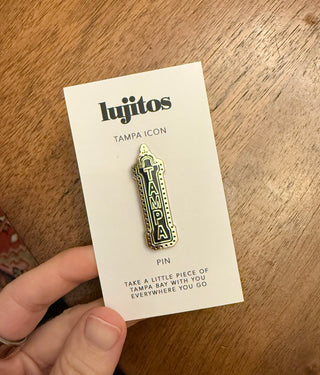 lujitos
TAMPA ICON
TAMPA
PIN
TAKE A LITTLE PIECE OF
TAMPA BAY WITH YOU
EVERYWHERE YOU GO